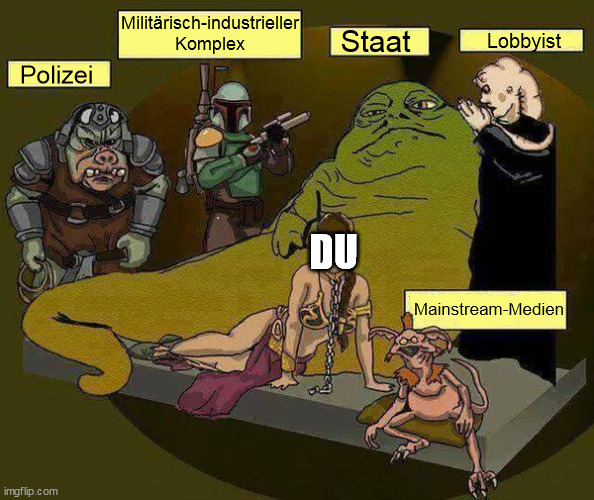 Polizei
Militärisch-industrieller
Komplex
Staat
Lobbyist
DU
Mainstream-Medien
imgflip.com